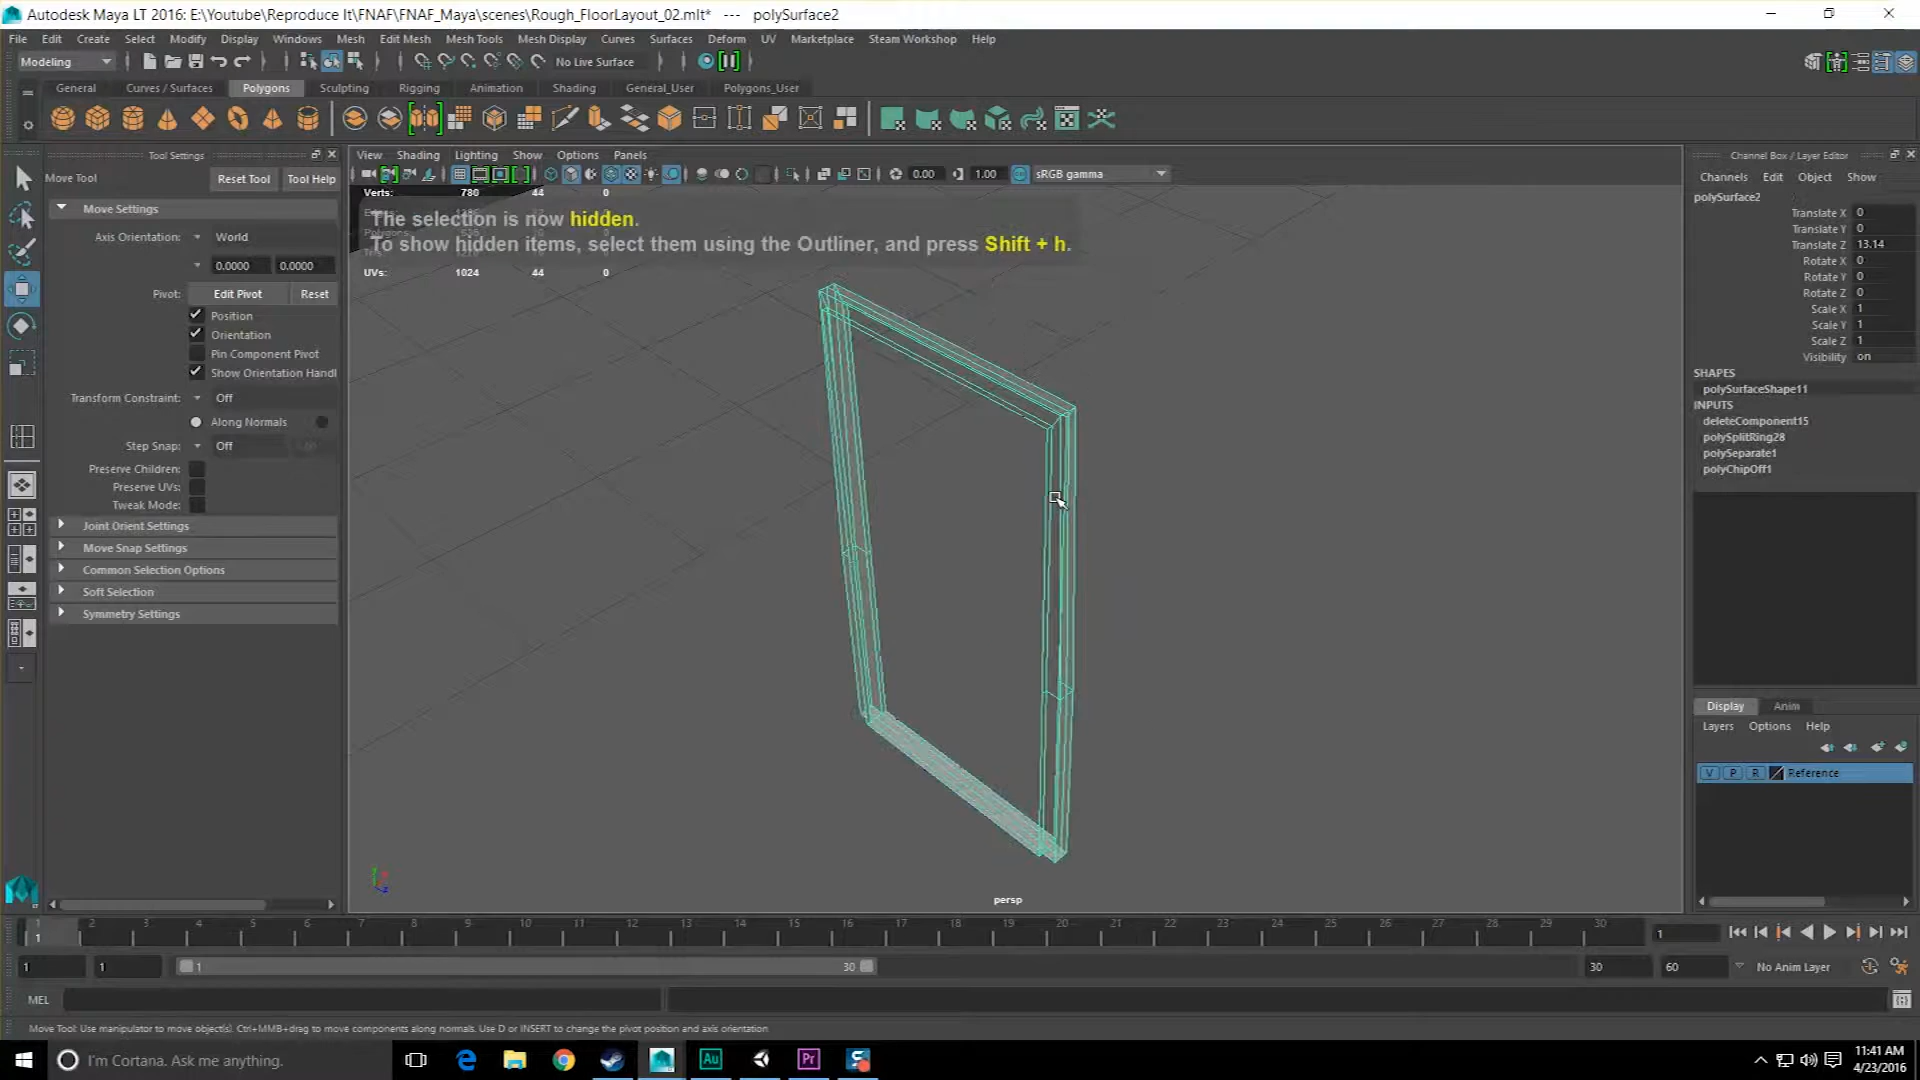 Autodesk Maya LT 2016: E:\Youtube\Reproduce It\FNAF\FNAF_Maya\scenes\Rough_FloorLayout_02.mlt* --- polySurface2
File Edit Create Select Modify Display Windows Mesh Edit Mesh Mesh Tools Mesh Display Curves Surfaces Deform UV Marketplace Steam Workshop Help
Modeling No Live Surface
General Curves / Surfaces Polygons Sculpting Rigging Animation Shading General_User Polygons_User
Tool Settings
Move Tool Reset Tool Tool Help
Move Settings
Axis Orientation: World
0.0000 0.0000
Pivot: Edit Pivot Reset
Position
Orientation
Pin Component Pivot
Show Orientation Handl
Transform Constraint: Off
Along Normals
Step Snap: Off
Preserve Children:
Preserve UVs:
Tweak Mode:
Joint Orient Settings
Move Snap Settings
Common Selection Options
Soft Selection
Symmetry Settings
View Shading Lighting Show Options Panels
0.00 1.00 sRGB gamma
Verts: 780 44 0
The selection is now hidden.
To show hidden items, select them using the Outliner, and press Shift + h.
UVs: 1024 44 0
persp
Channel Box / Layer Editor
Channels Edit Object Show
polySurface2
Translate X 0
Translate Y 0
Translate Z 13.14
Rotate X 0
Rotate Y 0
Rotate Z 0
Scale X 1
Scale Y 1
Scale Z 1
Visibility on
SHAPES
polySurfaceShape11
INPUTS
deleteComponent15
polySplitRing28
polySeparate1
polyChipOff1
Display Anim
Layers Options Help
V P R Reference
1 2 3 4 5 6 7 8 9 10 11 12 13 14 15 16 17 18 19 20 21 22 23 24 25 26 27 28 29 30
1 1
1 1 1 30 30 60 No Anim Layer
MEL
Move Tool: Use manipulator to move object(s). Ctrl+MMB+drag to move components along normals. Use D or INSERT to change the pivot position and axis orientation
I'm Cortana. Ask me anything.
Au
Pr
11:41 AM
4/23/2016